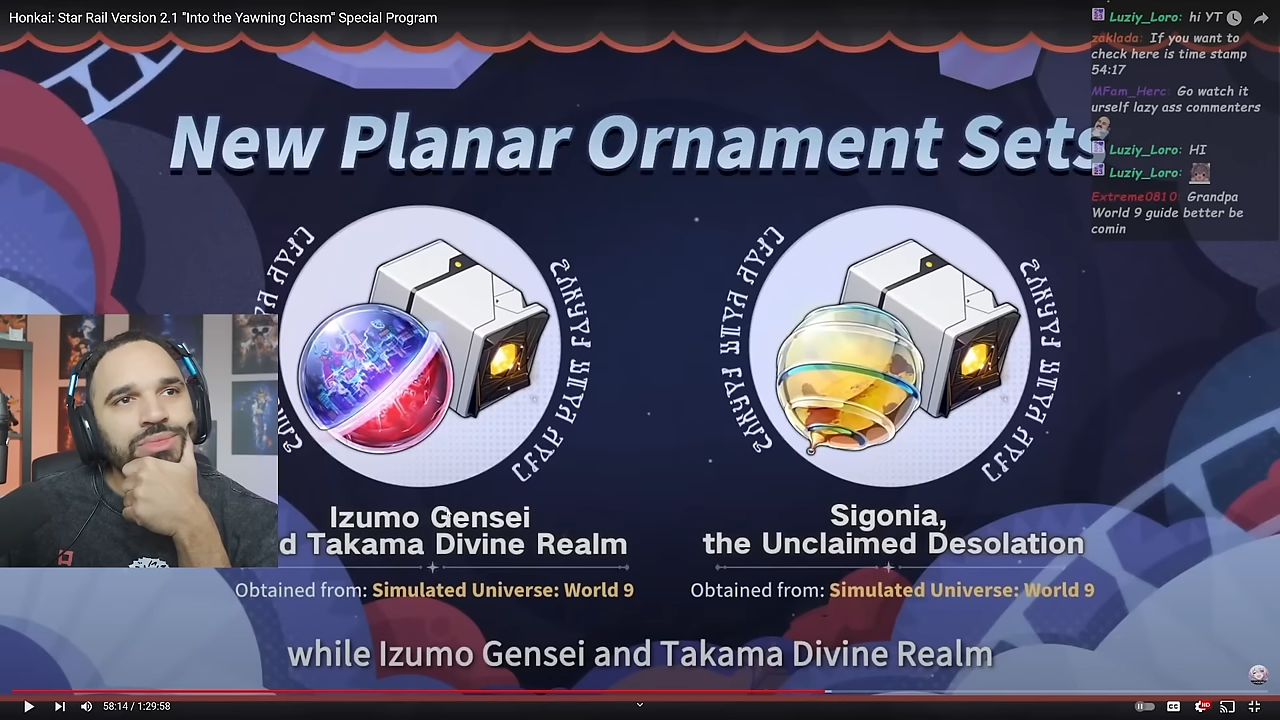 Honkai: Star Rail Version 2.1 "Into the Yawning Chasm" Special Program
Luziy_Loro: hi YT
zaklada: If you want to
check here is time stamp
54:17
MFam_Herc: Go watch it
urself lazy ass commenters
Luziy_Loro: HI
Luziy_Loro:
Extreme0810: Grandpa
World 9 guide better be
comin
New Planar Ornament Sets
Izumo Gensei
d Takama Divine Realm
Obtained from: Simulated Universe: World 9
Sigonia,
the Unclaimed Desolation
Obtained from: Simulated Universe: World 9
while Izumo Gensei and Takama Divine Realm
58:14 / 1:29:58
CC
HD